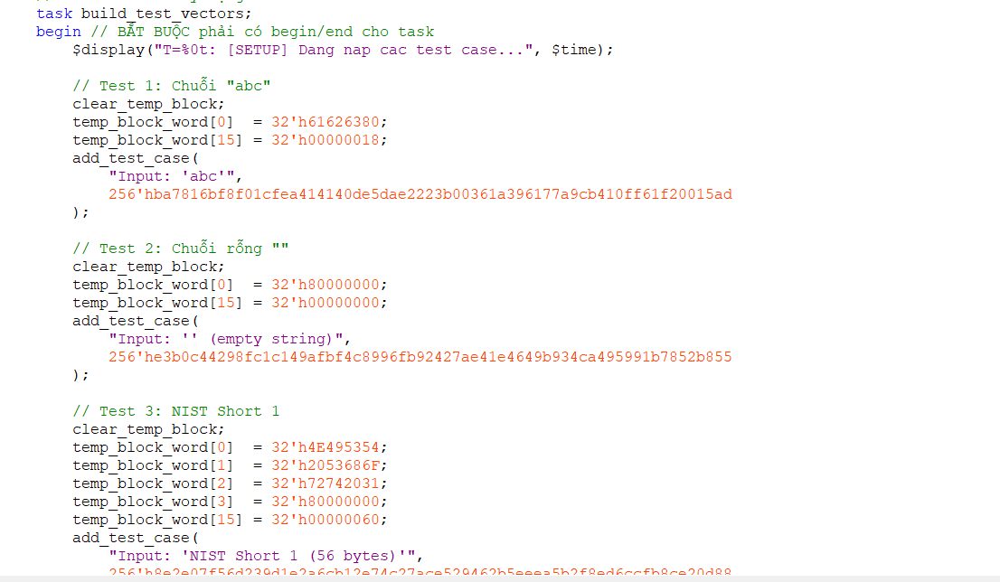 task build_test_vectors;
begin // BẮT BUỘC phải có begin/end cho task
$display("T=%0t: [SETUP] Dang nap cac test case...", $time);
// Test 1: Chuỗi "abc"
clear_temp_block;
temp_block_word[0]  = 32'h61626380;
temp_block_word[15] = 32'h00000018;
add_test_case(
"Input: 'abc'",
256'hba7816bf8f01cfea414140de5dae2223b00361a396177a9cb410ff61f20015ad
);
// Test 2: Chuỗi rỗng ""
clear_temp_block;
temp_block_word[0]  = 32'h80000000;
temp_block_word[15] = 32'h00000000;
add_test_case(
"Input: '' (empty string)",
256'he3b0c44298fc1c149afbf4c8996fb92427ae41e4649b934ca495991b7852b855
);
// Test 3: NIST Short 1
clear_temp_block;
temp_block_word[0]  = 32'h4E495354;
temp_block_word[1]  = 32'h2053686F;
temp_block_word[2]  = 32'h72742031;
temp_block_word[3]  = 32'h80000000;
temp_block_word[15] = 32'h00000060;
add_test_case(
"Input: 'NIST Short 1 (56 bytes)'",